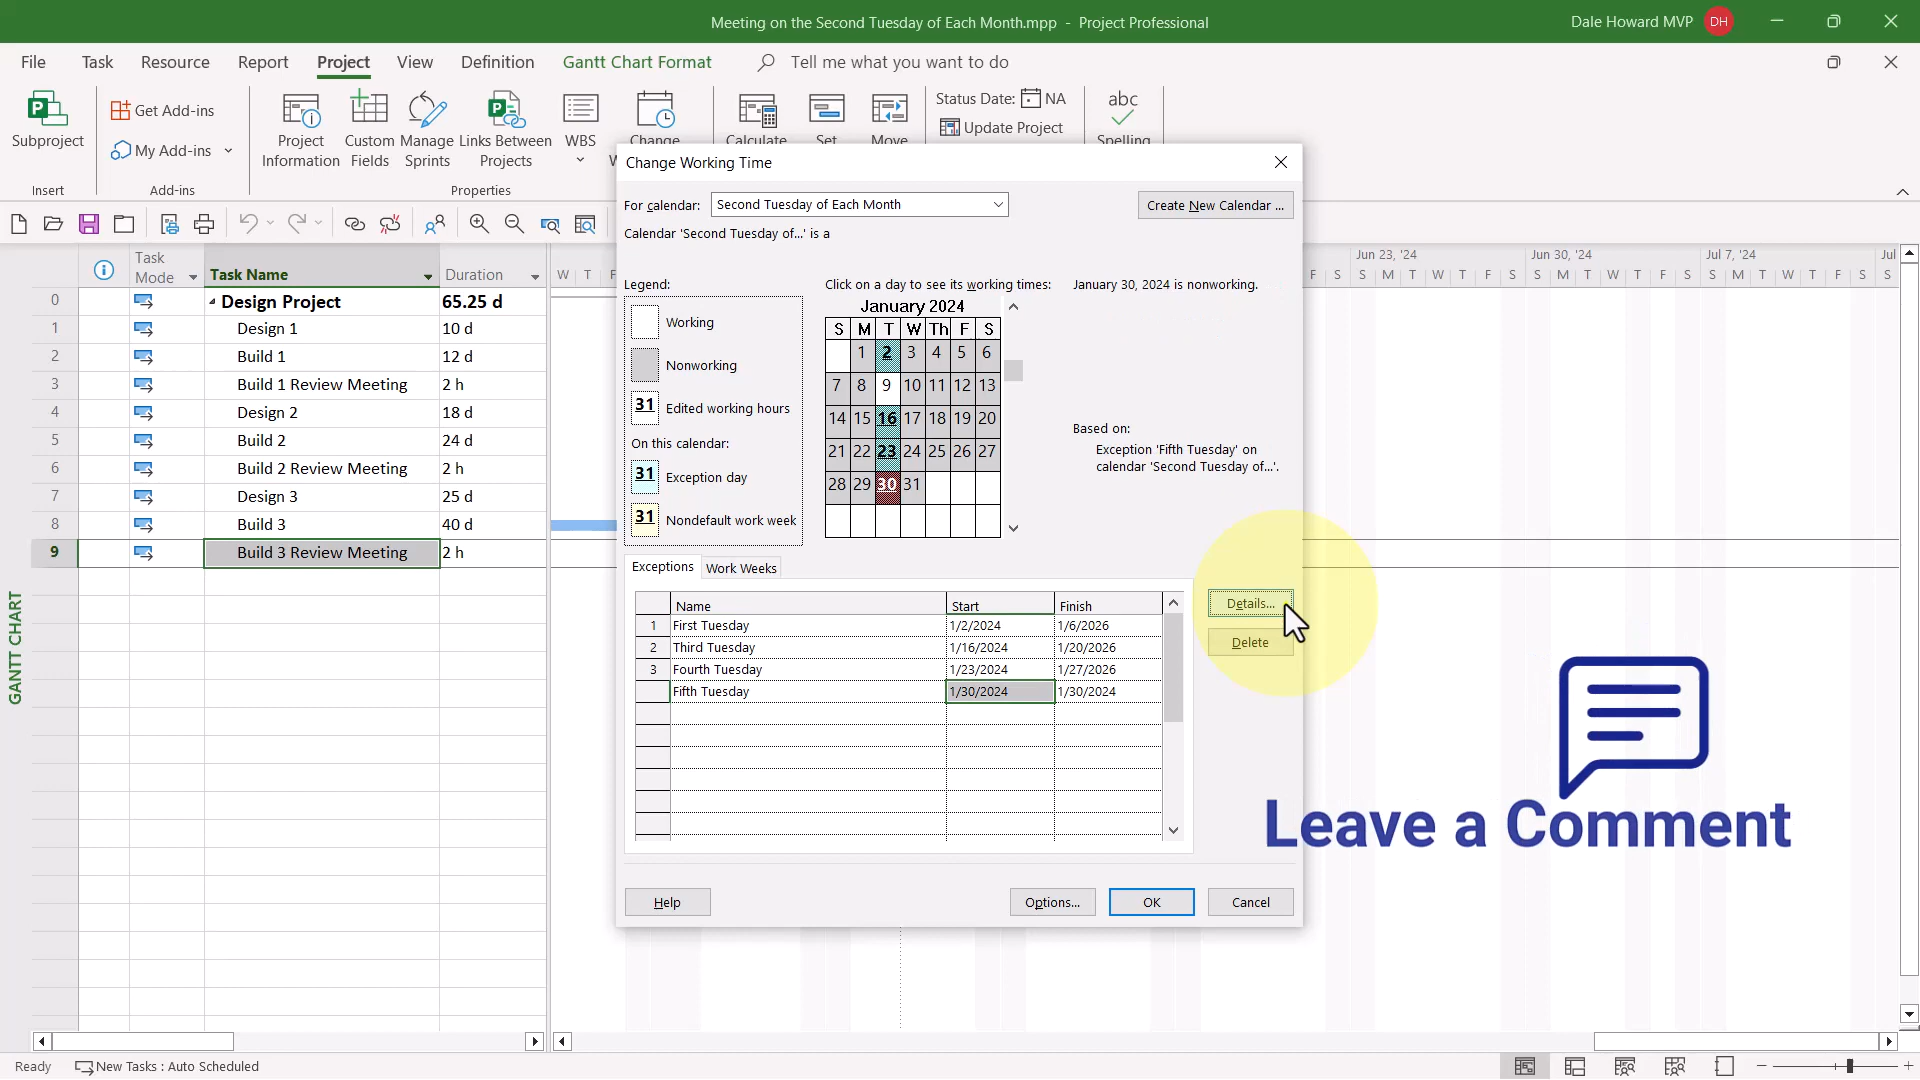 Meeting on the Second Tuesday of Each Month.mpp - Project Professional
Dale Howard MVP DH
File Task Resource Report Project View Definition Gantt Chart Format Tell me what you want to do
Subproject
Get Add-ins
My Add-ins
Project Information
Custom Fields
Manage Sprints
Links Between Projects
WBS
Change
Calculate
Set
Move
Status Date: NA
Update Project
abc
Spelling
Insert Add-ins Properties
Task Mode
Task Name
Duration
W T F
Jun 23, '24 Jun 30, '24 Jul 7, '24 Jul
F S S M T W T F S S M T W T F S S M T W T F S S
0 Design Project 65.25 d
1 Design 1 10 d
2 Build 1 12 d
3 Build 1 Review Meeting 2 h
4 Design 2 18 d
5 Build 2 24 d
6 Build 2 Review Meeting 2 h
7 Design 3 25 d
8 Build 3 40 d
9 Build 3 Review Meeting 2 h
GANTT CHART
Change Working Time
For calendar: Second Tuesday of Each Month
Create New Calendar ...
Calendar 'Second Tuesday of...' is a
Legend:
Working
Nonworking
31 Edited working hours
On this calendar:
31 Exception day
31 Nondefault work week
Click on a day to see its working times:
January 2024
S M T W Th F S
1 2 3 4 5 6
7 8 9 10 11 12 13
14 15 16 17 18 19 20
21 22 23 24 25 26 27
28 29 30 31
January 30, 2024 is nonworking.
Based on:
Exception 'Fifth Tuesday' on
calendar 'Second Tuesday of...'.
Exceptions Work Weeks
Name Start Finish
1 First Tuesday 1/2/2024 1/6/2026
2 Third Tuesday 1/16/2024 1/20/2026
3 Fourth Tuesday 1/23/2024 1/27/2026
Fifth Tuesday 1/30/2024 1/30/2024
Details...
Delete
Help Options... OK Cancel
Leave a Comment
Ready New Tasks : Auto Scheduled